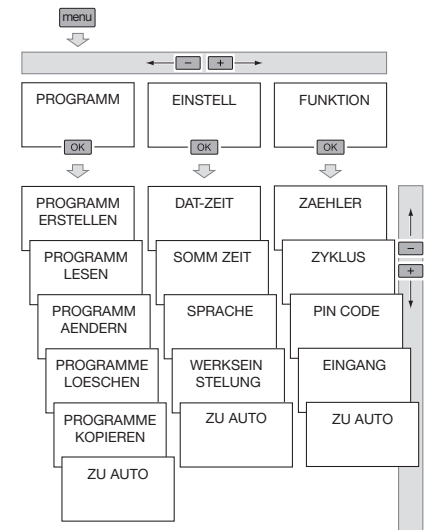 menu
− +
PROGRAMM
EINSTELL
FUNKTION
OK
OK
OK
PROGRAMM
ERSTELLEN
PROGRAMM
LESEN
PROGRAMM
AENDERN
PROGRAMME
LOESCHEN
PROGRAMME
KOPIEREN
ZU AUTO
DAT-ZEIT
SOMM ZEIT
SPRACHE
WERKSEIN
STELUNG
ZU AUTO
ZAEHLER
ZYKLUS
PIN CODE
EINGANG
ZU AUTO
−
+